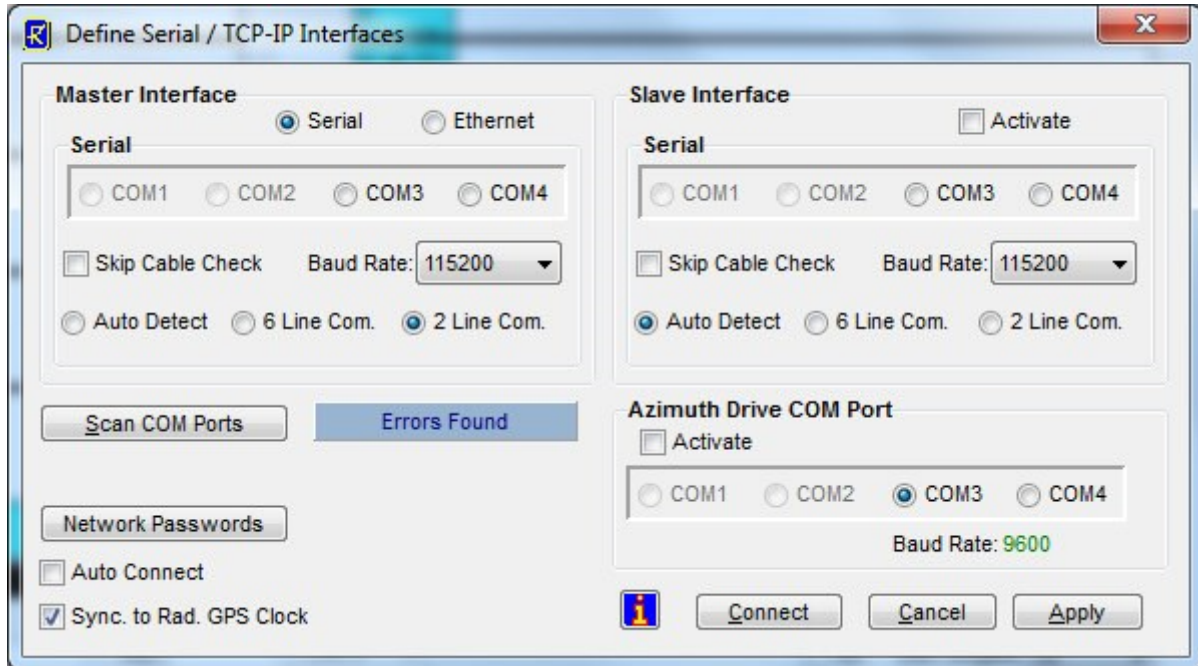 Define Serial / TCP-IP Interfaces
Master Interface
Serial Ethernet
Serial
COM1 COM2 COM3 COM4
Skip Cable Check Baud Rate: 115200
Auto Detect 6 Line Com. 2 Line Com.
Scan COM Ports Errors Found
Network Passwords
Auto Connect
Sync. to Rad. GPS Clock
Slave Interface
Activate
Serial
COM1 COM2 COM3 COM4
Skip Cable Check Baud Rate: 115200
Auto Detect 6 Line Com. 2 Line Com.
Azimuth Drive COM Port
Activate
COM1 COM2 COM3 COM4
Baud Rate: 9600
i Connect Cancel Apply